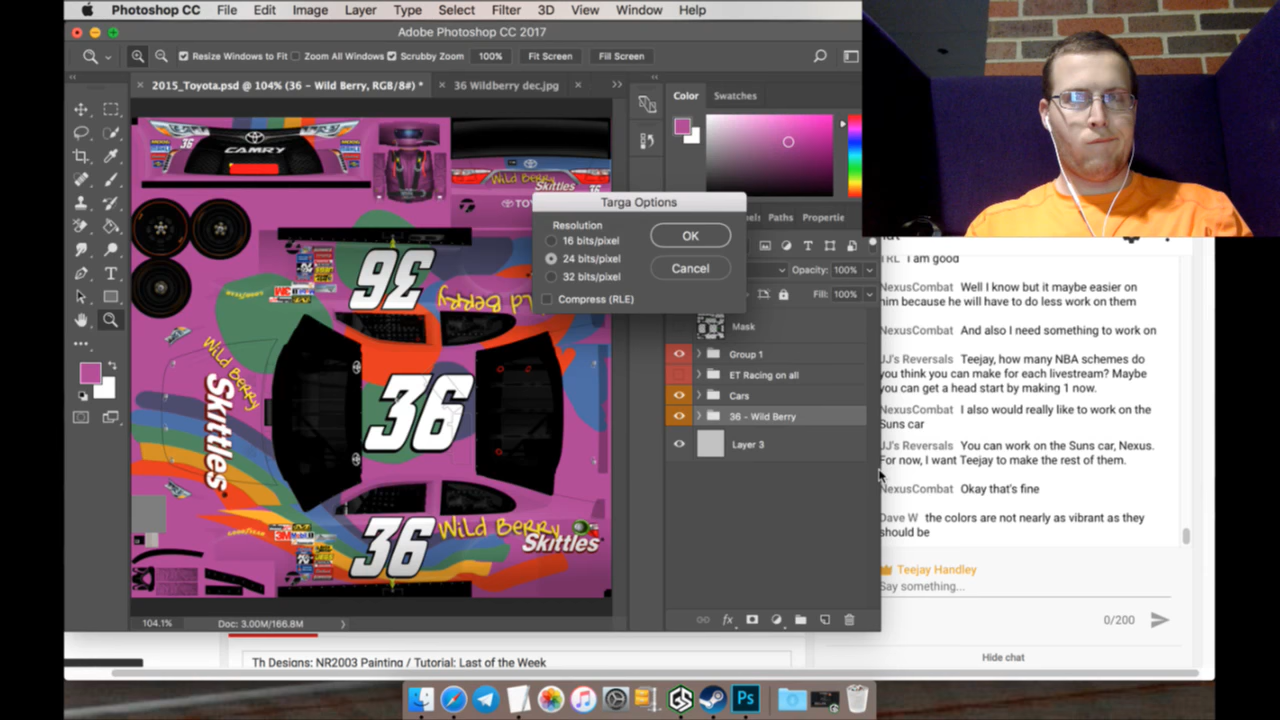 Photoshop CC File Edit Image Layer Type Select Filter 3D View Window Help
Adobe Photoshop CC 2017
Resize Windows to Fit Zoom All Windows Scrubby Zoom 100% Fit Screen Fill Screen
2015_Toyota.psd @ 104% (36 - Wild Berry, RGB/8#) * 36 Wildberry dec.jpg
Color Swatches
36 CAMRY
Wild Berry
Skittles
Targa Options
Resolution
16 bits/pixel
24 bits/pixel
32 bits/pixel
Compress (RLE)
OK
Cancel
Paths Propertie
Opacity: 100%
Fill: 100%
Mask
Group 1
ET Racing on all
Cars
36 - Wild Berry
Layer 3
36
Wild Berry
Skittles
36
36
Wild Berry
Skittles
104.1% Doc: 3.00M/166.8M
I am good
NexusCombat Well I know but it maybe easier on
him because he will have to do less work on them
NexusCombat And also I need something to work on
JJ's Reversals Teejay, how many NBA schemes do
you think you can make for each livestream? Maybe
you can get a head start by making 1 now.
NexusCombat I also would really like to work on the
Suns car
JJ's Reversals You can work on the Suns car, Nexus.
For now, I want Teejay to make the rest of them.
NexusCombat Okay that's fine
Dave W the colors are not nearly as vibrant as they
should be
Teejay Handley
Say something...
0/200
Hide chat
Th Designs: NR2003 Painting / Tutorial: Last of the Week
Ps